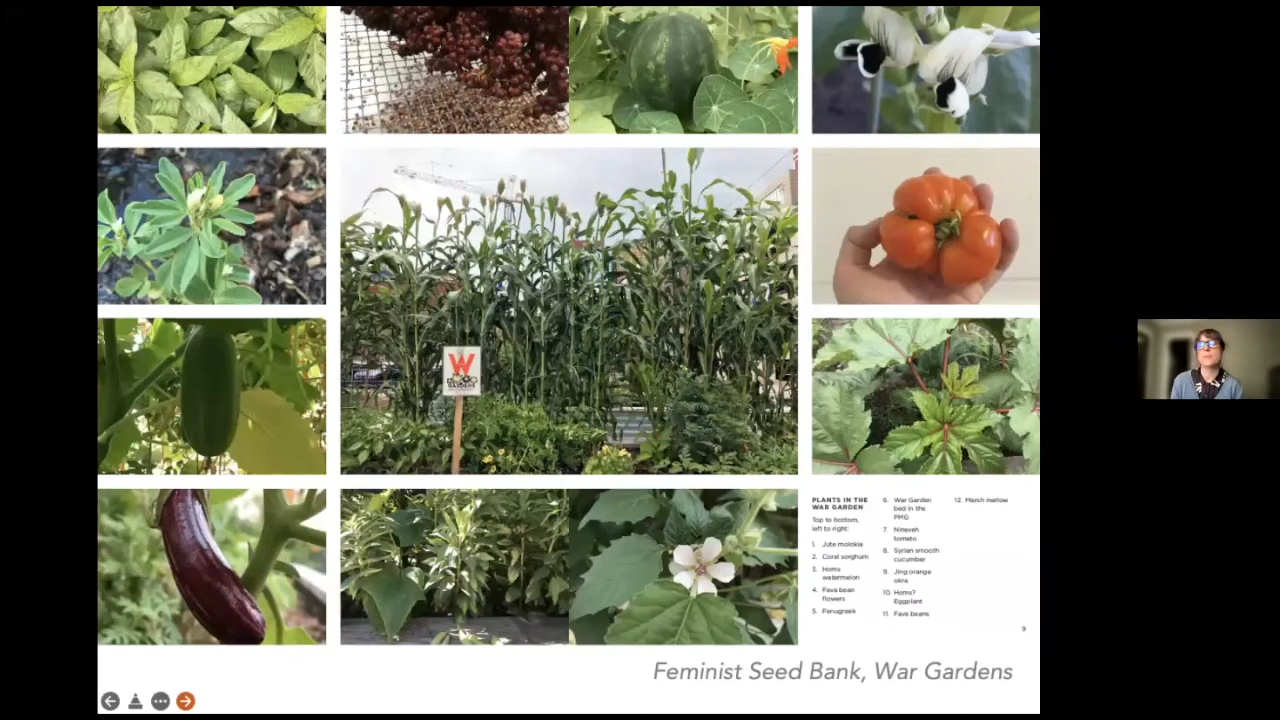 W
GARDENS
PLANTS IN THE
WAR GARDEN
Top to bottom,
left to right:
1. Jute molokia
2. Coral sorghum
3. Homs
watermelon
4. Fava bean
flowers
5. Fenugreek
6. War Garden
bed in the
PMG
7. Nineveh
tomato
8. Syrian smooth
cucumber
9. Jing orange
okra
10. Homs?
Eggplant
11. Fava beans
12. Marsh mallow
9
Feminist Seed Bank, War Gardens